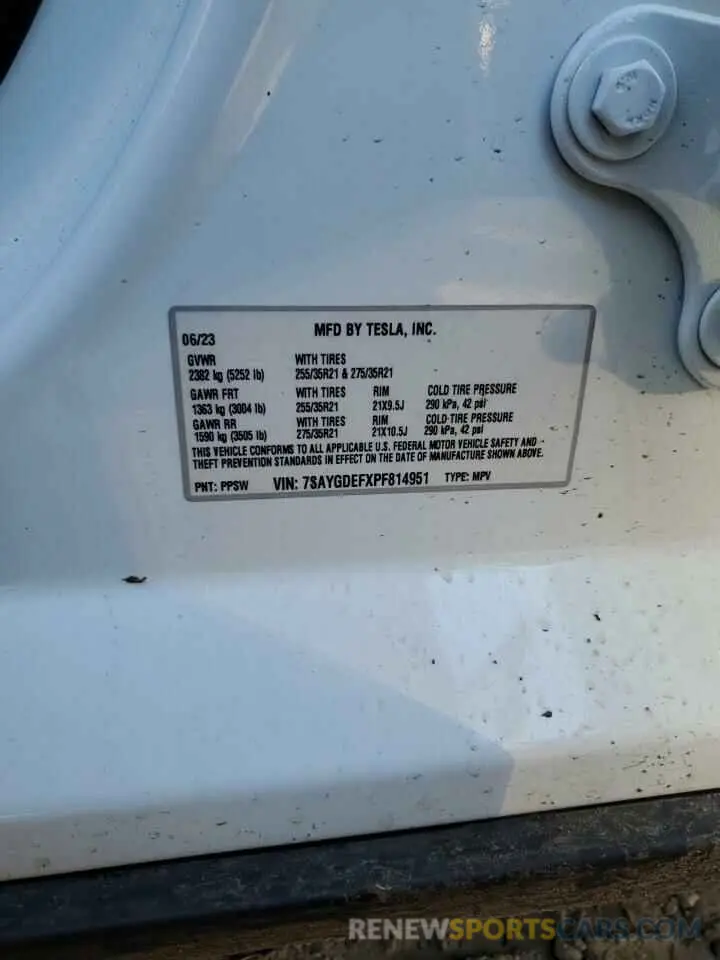 06/23 MFD BY TESLA, INC.
GVWR WITH TIRES
2382 kg (5252 lb) 255/35R21 & 275/35R21
GAWR FRT WITH TIRES RIM COLD TIRE PRESSURE
1363 kg (3004 lb) 255/35R21 21X9.5J 290 kPa, 42 psi
GAWR RR WITH TIRES RIM COLD TIRE PRESSURE
1590 kg (3505 lb) 275/35R21 21X10.5J 290 kPa, 42 psi
THIS VEHICLE CONFORMS TO ALL APPLICABLE U.S. FEDERAL MOTOR VEHICLE SAFETY AND
THEFT PREVENTION STANDARDS IN EFFECT ON THE DATE OF MANUFACTURE SHOWN ABOVE.
PNT: PPSW VIN: 7SAYGDEFXPF814951 TYPE: MPV
RENEWSPORTSCARS.COM